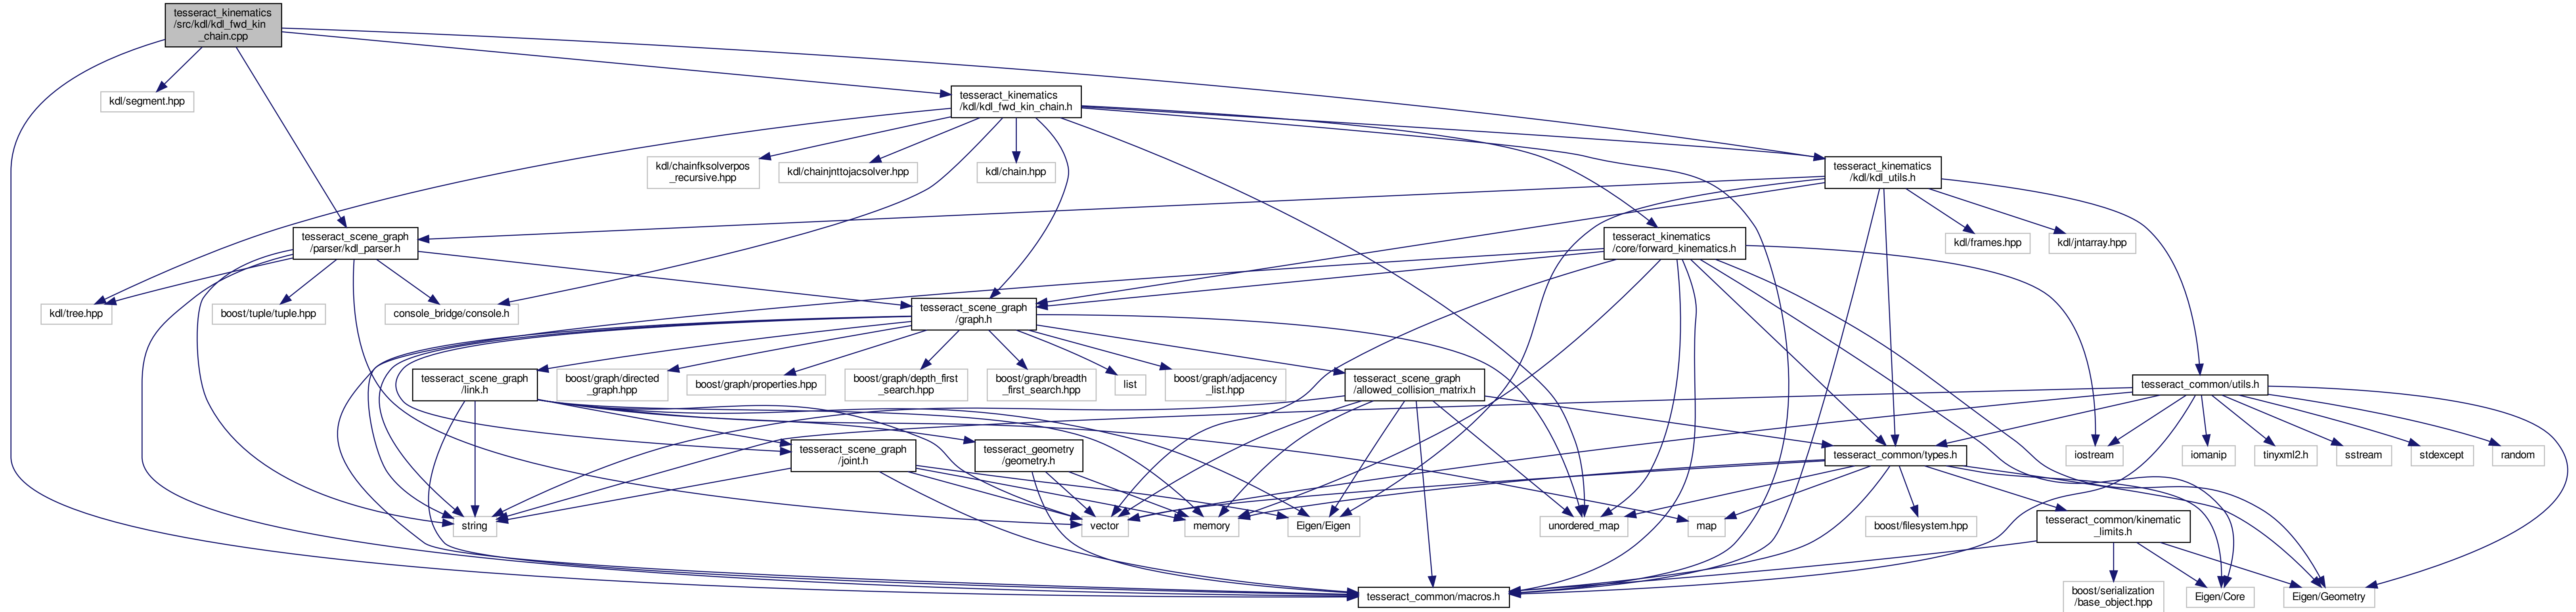 tesseract_kinematics
/src/kdl/kdl_fwd_kin
_chain.cpp
kdl/segment.hpp
tesseract_kinematics
/kdl/kdl_fwd_kin_chain.h
kdl/chainfksolverpos
_recursive.hpp
kdl/chainjnttojacsolver.hpp
kdl/chain.hpp
tesseract_kinematics
/kdl/kdl_utils.h
tesseract_scene_graph
/parser/kdl_parser.h
tesseract_kinematics
/core/forward_kinematics.h
kdl/frames.hpp
kdl/jntarray.hpp
kdl/tree.hpp
boost/tuple/tuple.hpp
console_bridge/console.h
tesseract_scene_graph
/graph.h
tesseract_scene_graph
/link.h
boost/graph/directed
_graph.hpp
boost/graph/properties.hpp
boost/graph/depth_first
_search.hpp
boost/graph/breadth
_first_search.hpp
list
boost/graph/adjacency
_list.hpp
tesseract_scene_graph
/allowed_collision_matrix.h
tesseract_common/utils.h
tesseract_scene_graph
/joint.h
tesseract_geometry
/geometry.h
tesseract_common/types.h
iostream
iomanip
tinyxml2.h
sstream
stdexcept
random
string
vector
memory
Eigen/Eigen
unordered_map
map
boost/filesystem.hpp
tesseract_common/kinematic
_limits.h
tesseract_common/macros.h
boost/serialization
/base_object.hpp
Eigen/Core
Eigen/Geometry